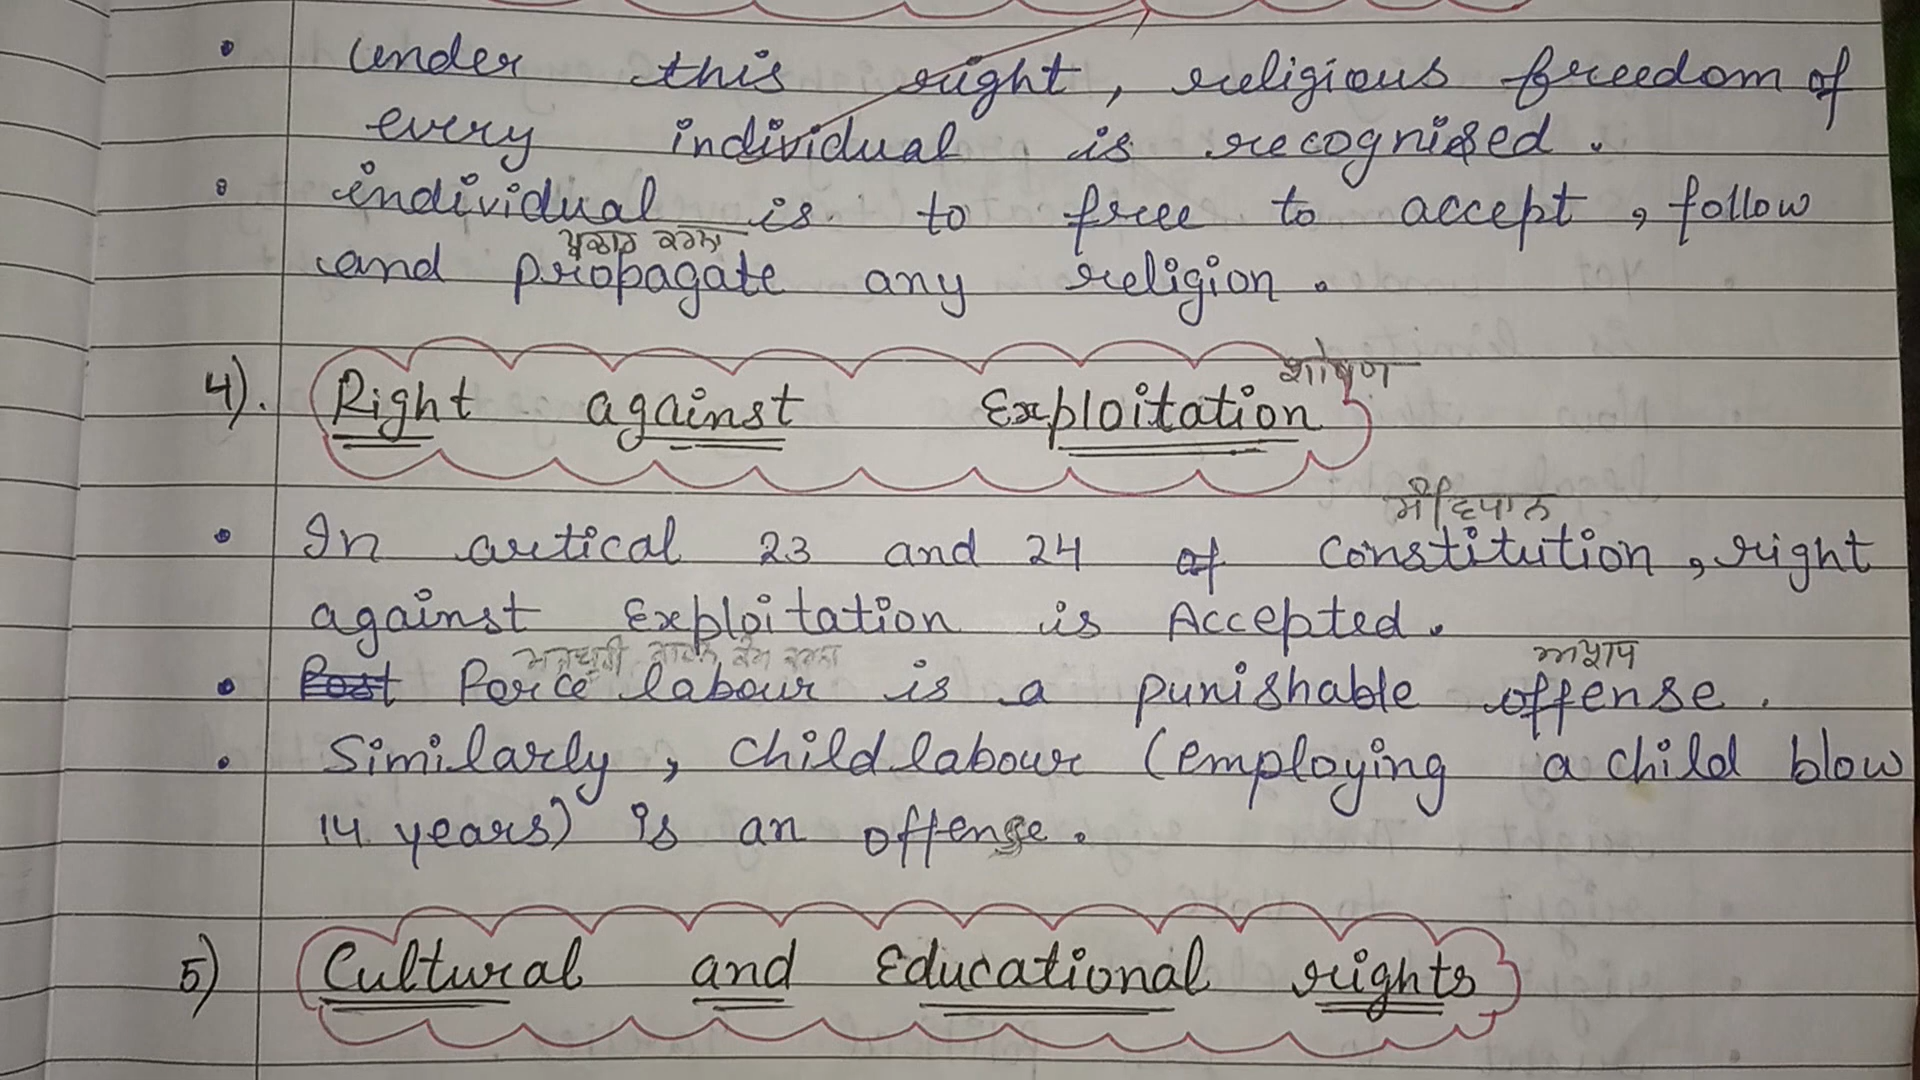 • under this right, religious freedom of
every individual is recognised.
• individual is to free to accept, follow
and propagate any religion.
4). Right against Exploitation
शोषण
• In artical 23 and 24 of Constitution, right
against Exploitation is Accepted.
• Force labour is a punishable offense.
• Similarly, Child labour (employing a child blow
14 years) is an offense.
5) Cultural and Educational rights